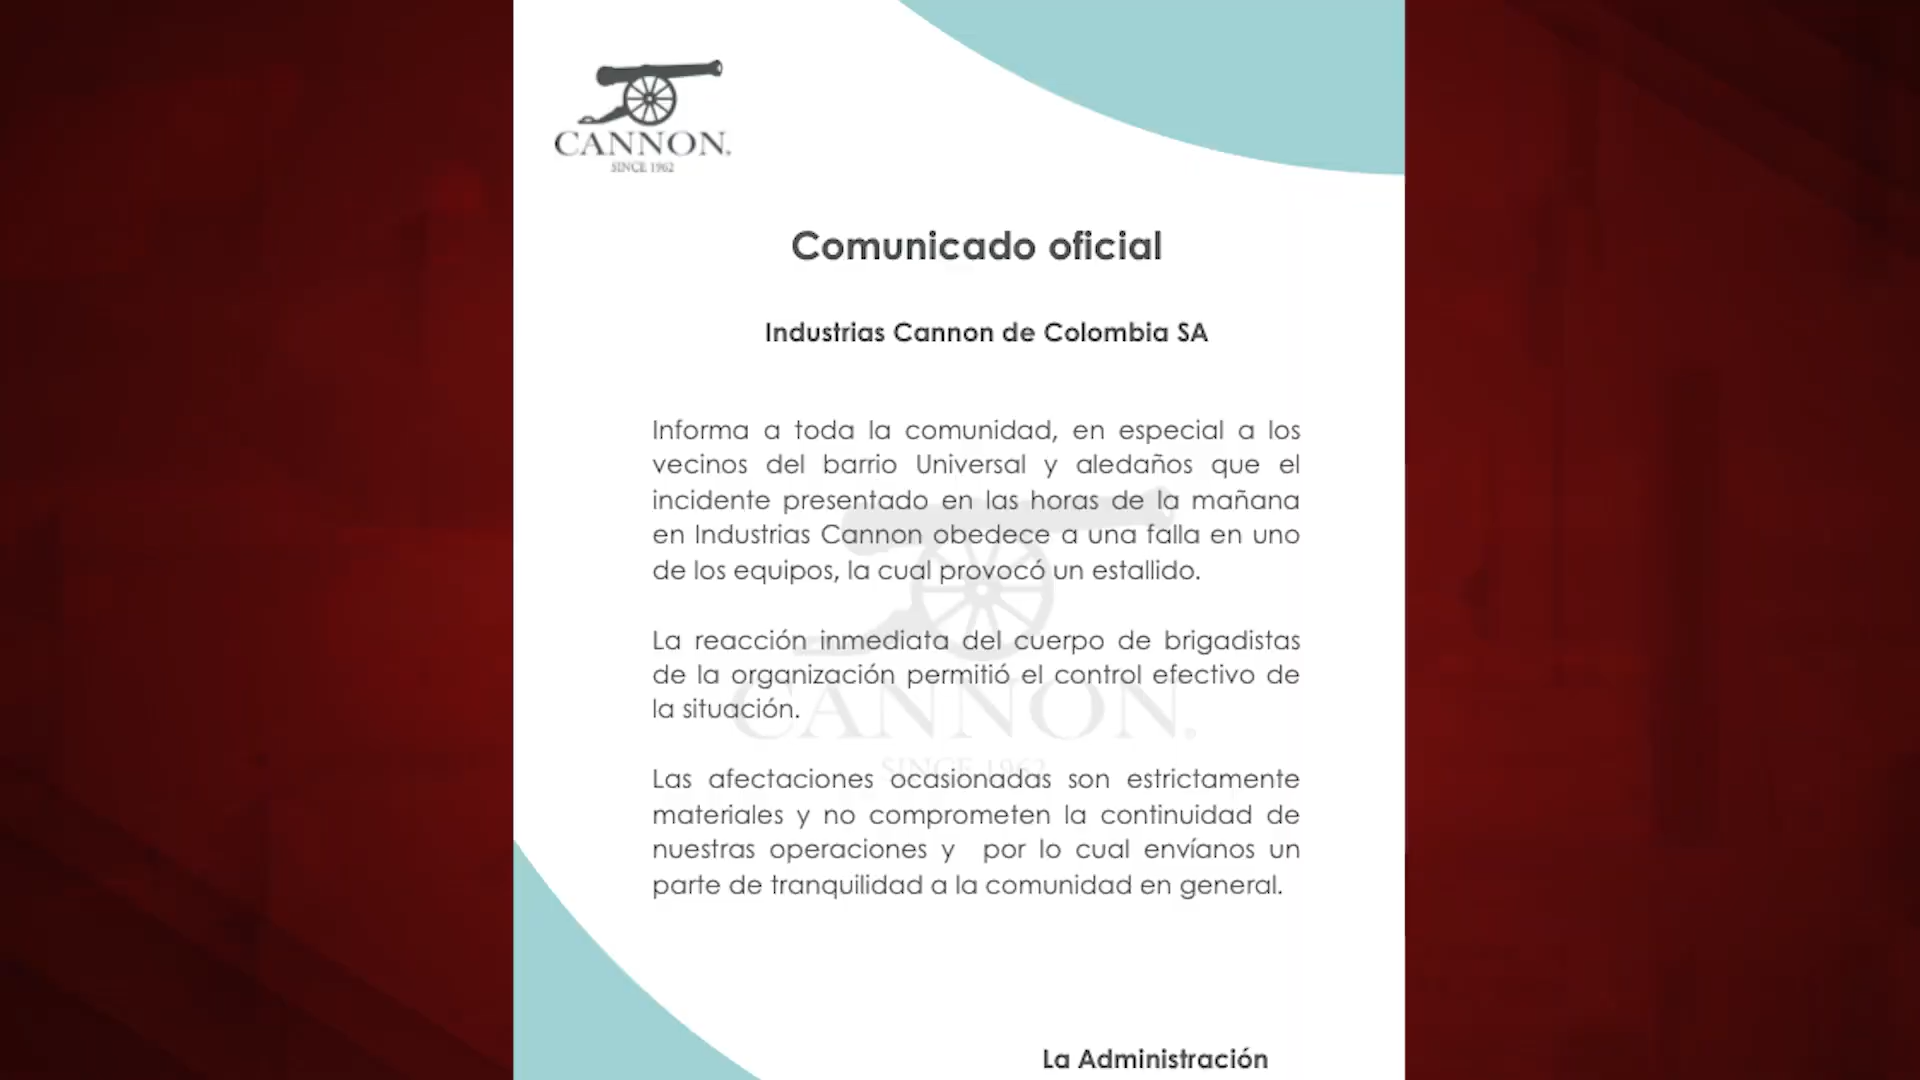 CANNON.
SINCE 1962
Comunicado oficial
Industrias Cannon de Colombia SA
Informa a toda la comunidad, en especial a los
vecinos del barrio Universal y aledaños que el
incidente presentado en las horas de la mañana
en Industrias Cannon obedece a una falla en uno
de los equipos, la cual provocó un estallido.
La reacción inmediata del cuerpo de brigadistas
de la organización permitió el control efectivo de
la situación.
CANNON.
SINCE 1962
Las afectaciones ocasionadas son estrictamente
materiales y no comprometen la continuidad de
nuestras operaciones y por lo cual envíanos un
parte de tranquilidad a la comunidad en general.
La Administración